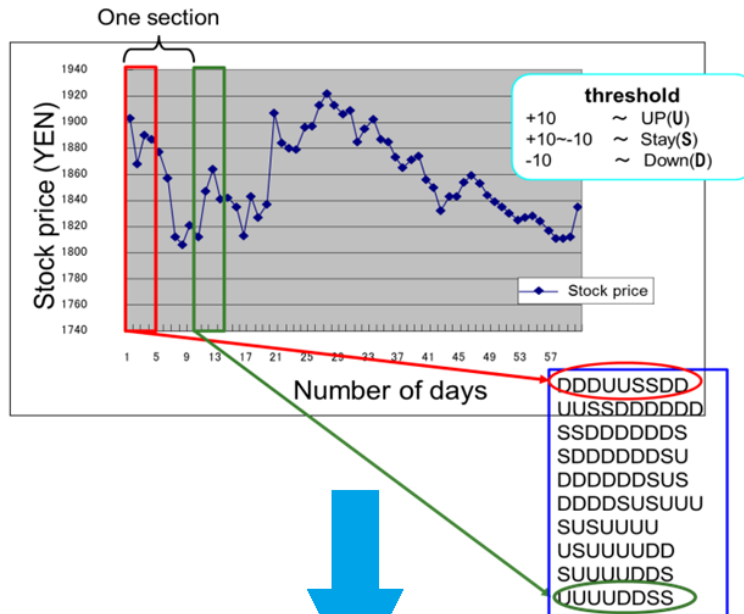 One section
Stock price (YEN)
1940
1920
1900
1880
1860
1840
1820
1800
1780
1760
1740
threshold
+10 ~ UP(U)
+10~-10 ~ Stay(S)
-10 ~ Down(D)
Stock price
1 5 9 13 17 21 25 29 33 37 41 45 49 53 57
Number of days
DDDUUSSDD
UUSSDDDDDD
SSDDDDDDS
SDDDDDDSU
DDDDDDSUS
DDDDSUSUUU
SUSUUUU
USUUUUDD
SUUUUDDS
UUUUDDSS